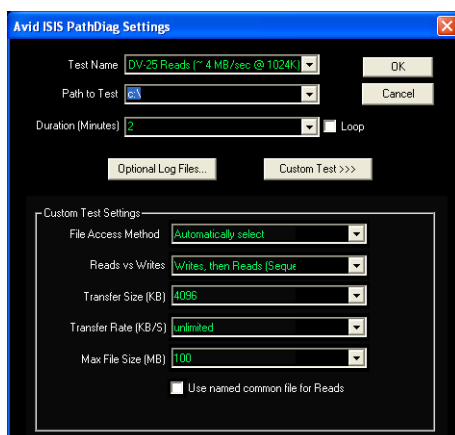 Avid ISIS PathDiag Settings
Test Name DV-25 Reads (~ 4 MB/sec @ 1024K) OK
Path to Test c:\ Cancel
Duration (Minutes) 2 Loop
Optional Log Files... Custom Test >>>
Custom Test Settings
File Access Method Automatically select
Reads vs Writes Writes, then Reads (Seque
Transfer Size (KB) 4096
Transfer Rate (KB/S) unlimited
Max File Size (MB) 100
Use named common file for Reads